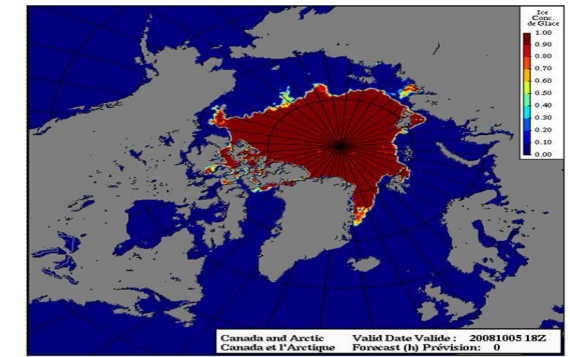 Ice
Conc.
de Glace
1.00
0.90
0.80
0.70
0.60
0.50
0.40
0.30
0.20
0.10
0.00
Canada and Arctic Valid Date Valide : 20081005 18Z
Canada et l'Arctique Forecast (h) Prévision: 0